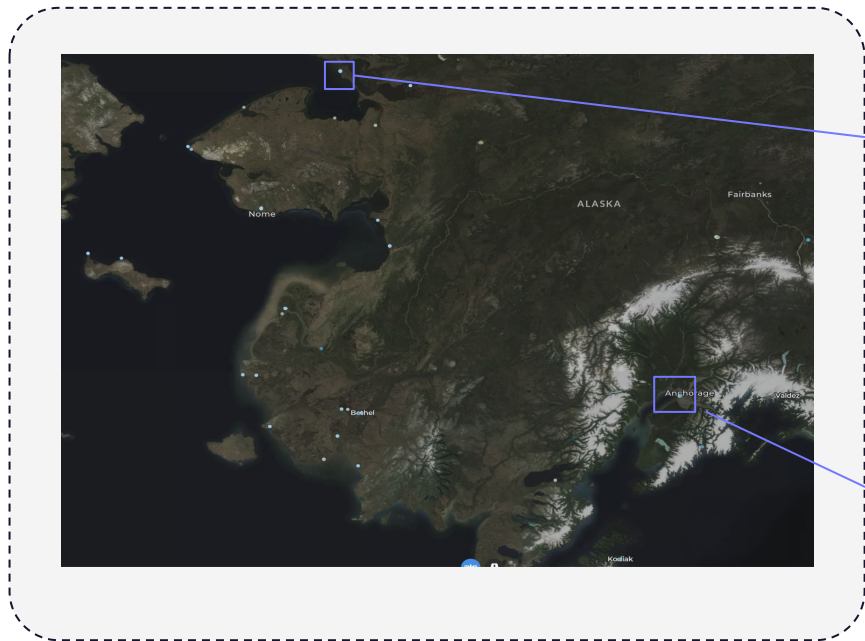 Fairbanks
ALASKA
Nome
Anchorage
Valdez
Bethel
Kodiak